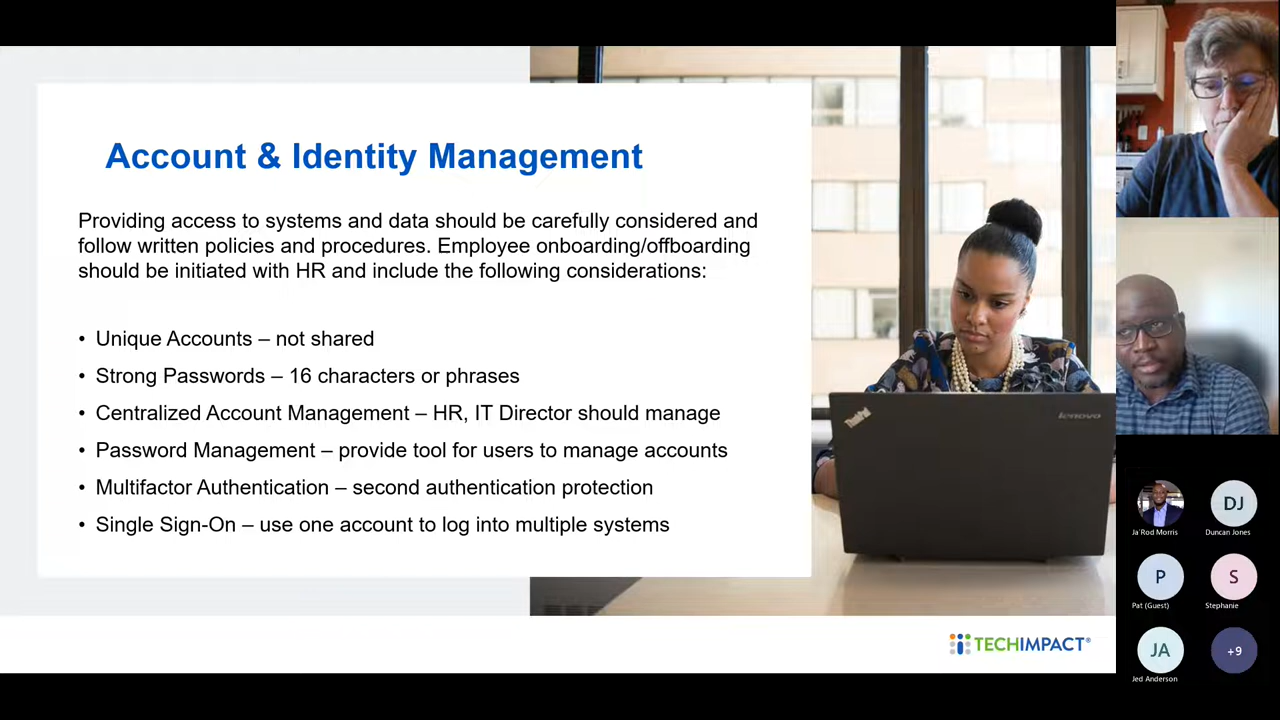 Account & Identity Management
Providing access to systems and data should be carefully considered and
follow written policies and procedures. Employee onboarding/offboarding
should be initiated with HR and include the following considerations:
• Unique Accounts – not shared
• Strong Passwords – 16 characters or phrases
• Centralized Account Management – HR, IT Director should manage
• Password Management – provide tool for users to manage accounts
• Multifactor Authentication – second authentication protection
• Single Sign-On – use one account to log into multiple systems
ThinkPad
lenovo
TECHIMPACT®
Ja'Rod Morris
DJ
Duncan Jones
P
Pat (Guest)
S
Stephanie
JA
Jed Anderson
+9